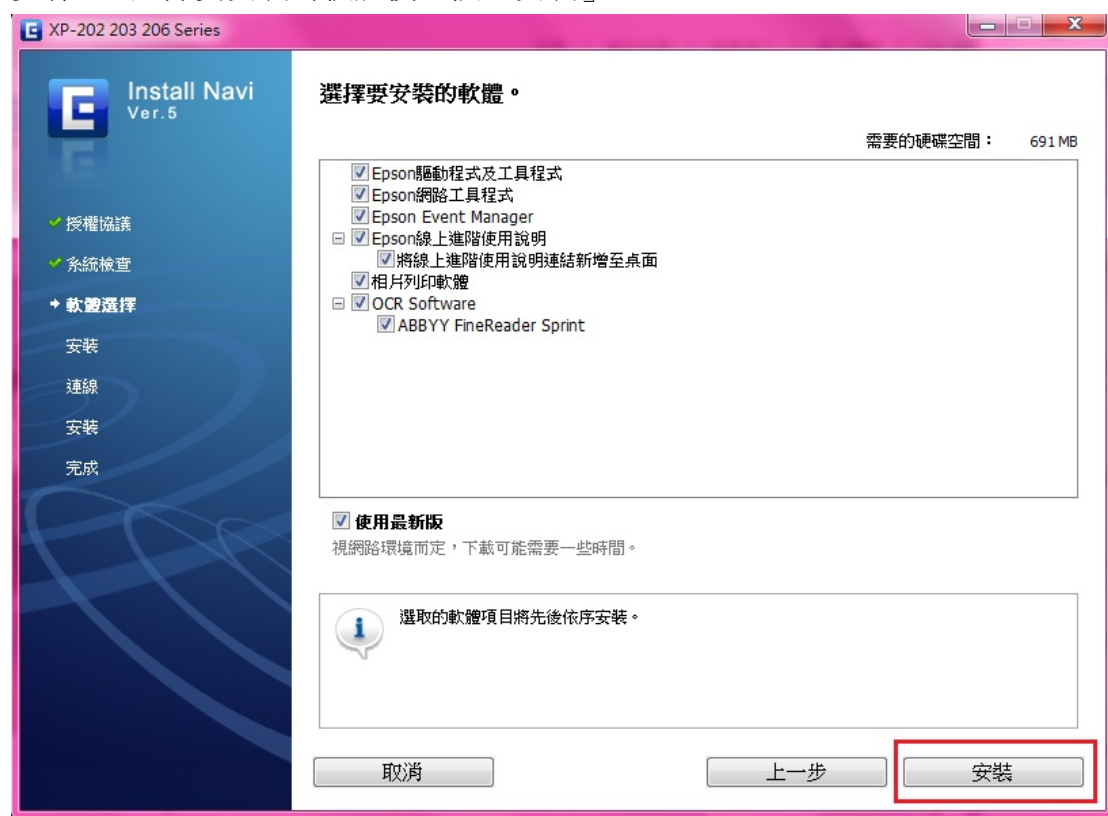 XP-202 203 206 Series
Install Navi
Ver.5
授權協議
系統檢查
軟體選擇
安裝
連線
安裝
完成
選擇要安裝的軟體。
需要的硬碟空間： 691 MB
Epson驅動程式及工具程式
Epson網路工具程式
Epson Event Manager
Epson線上進階使用說明
將線上進階使用說明連結新增至桌面
相片列印軟體
OCR Software
ABBYY FineReader Sprint
使用最新版
視網路環境而定，下載可能需要一些時間。
選取的軟體項目將先後依序安裝。
取消
上一步
安裝